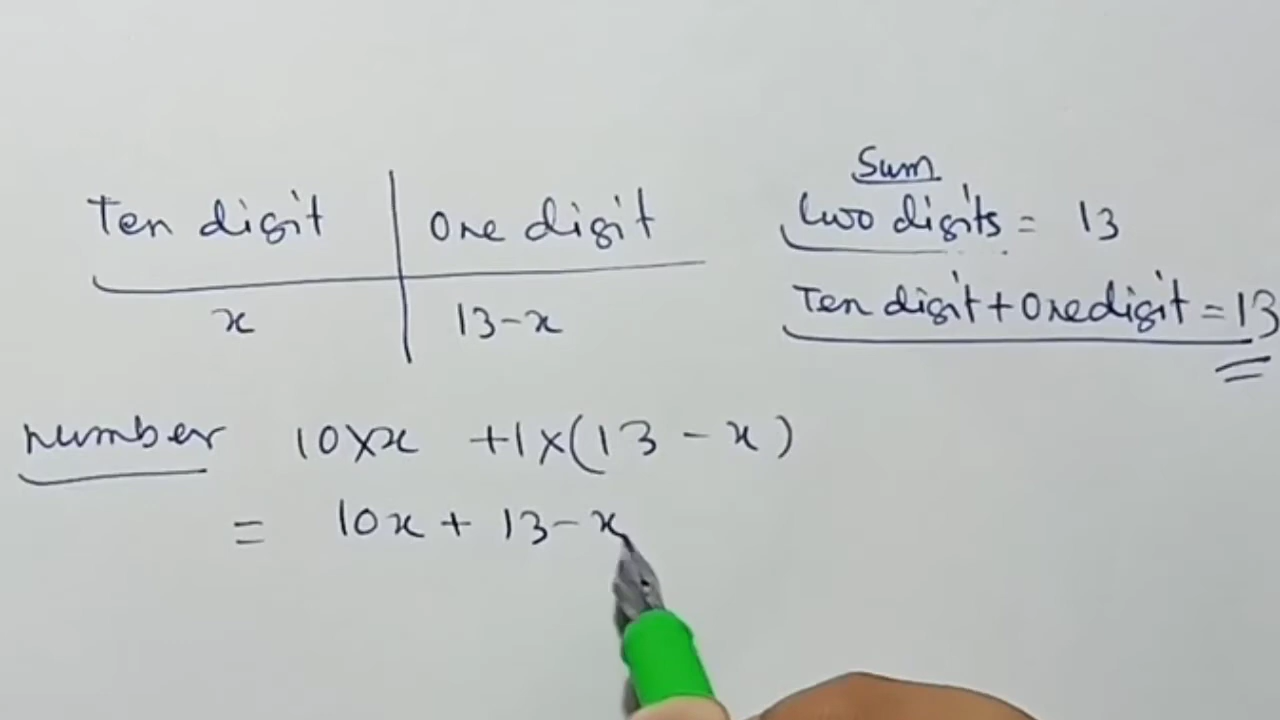 Sum
Ten digit | One digit
two digits = 13
Ten digit + One digit = 13
x | 13-x
number 10×x +1×(13-x)
= 10x + 13-x